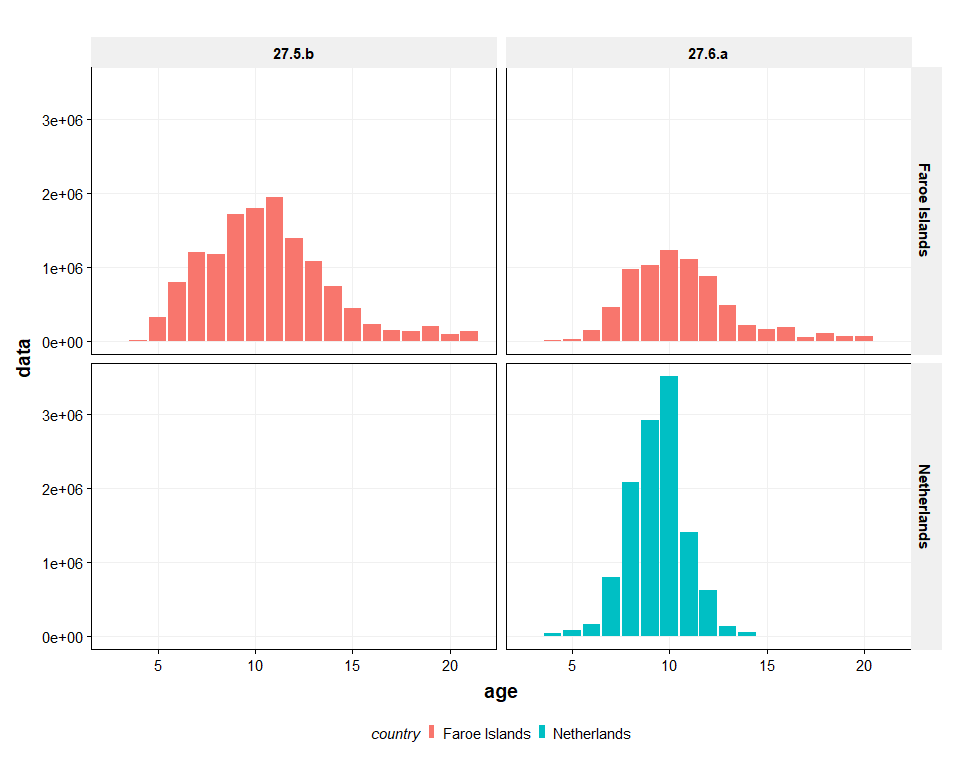 27.5.b 27.6.a
3e+06
2e+06
1e+06
0e+00
Faroe Islands
data
3e+06
2e+06
1e+06
0e+00
Netherlands
5 10 15 20 5 10 15 20
age
country Faroe Islands Netherlands